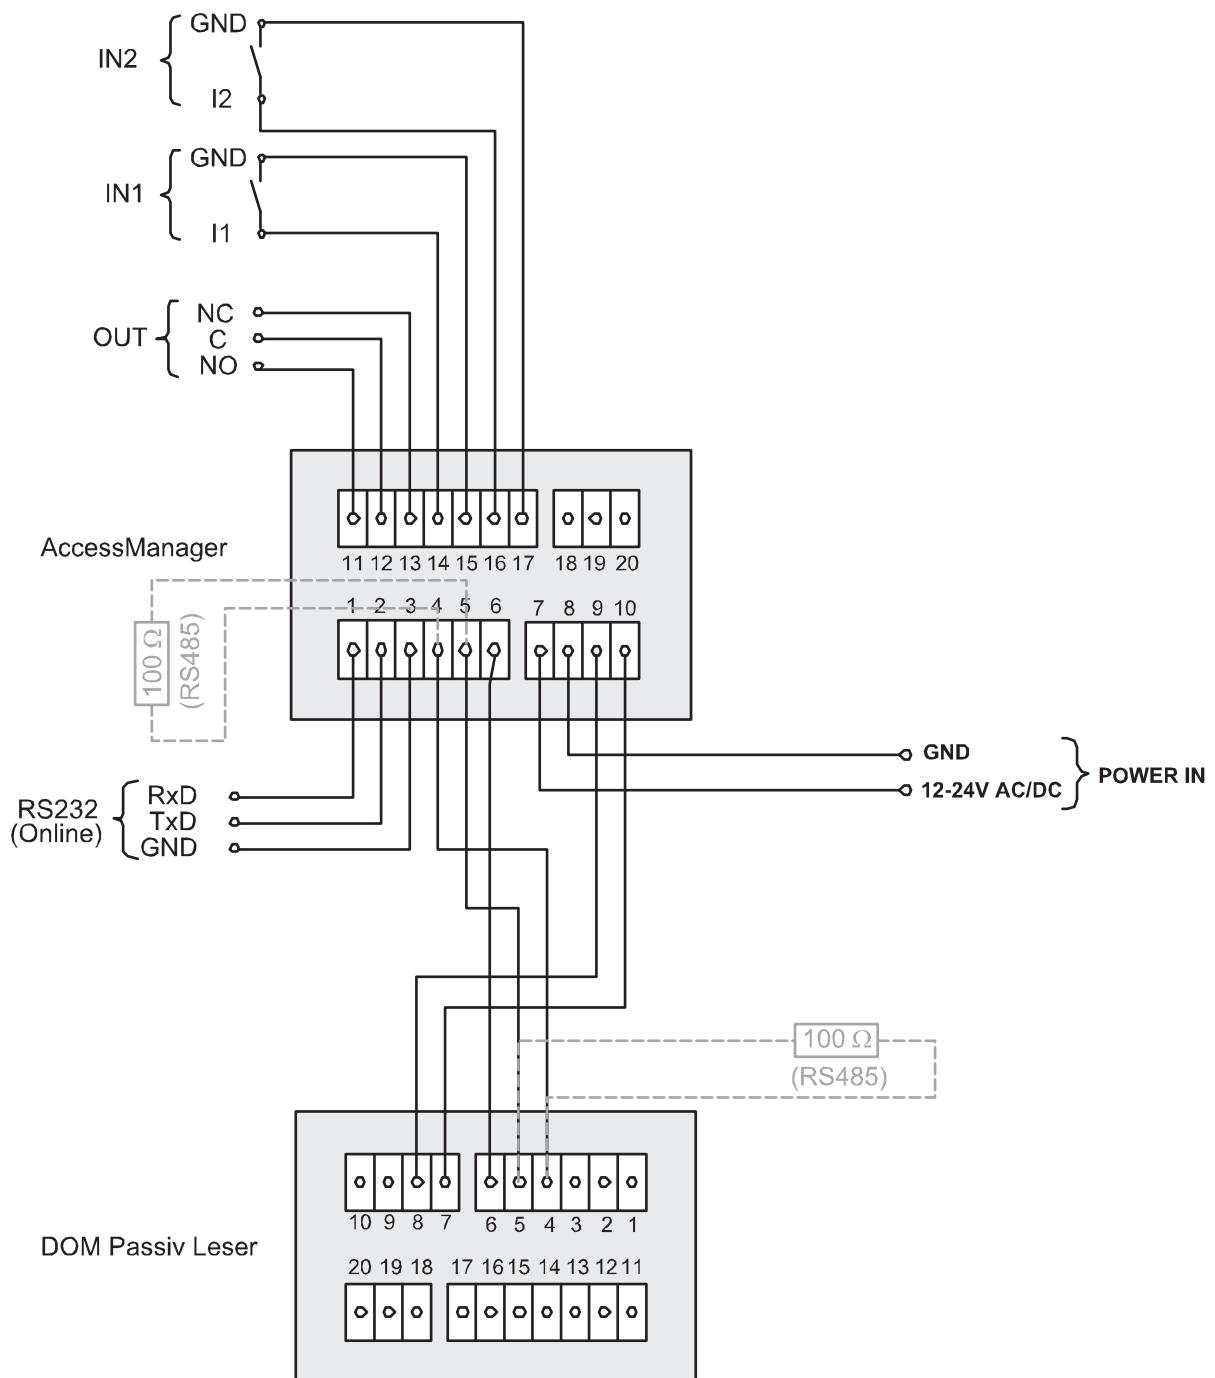 GND
IN2
I2
GND
IN1
I1
NC
OUT
C
NO
AccessManager
11 12 13 14 15 16 17 18 19 20
1 2 3 4 5 6 7 8 9 10
100 Ω
(RS485)
GND
12-24V AC/DC
POWER IN
RS232
(Online)
RxD
TxD
GND
100 Ω
(RS485)
10 9 8 7 6 5 4 3 2 1
DOM Passiv Leser
20 19 18 17 16 15 14 13 12 11